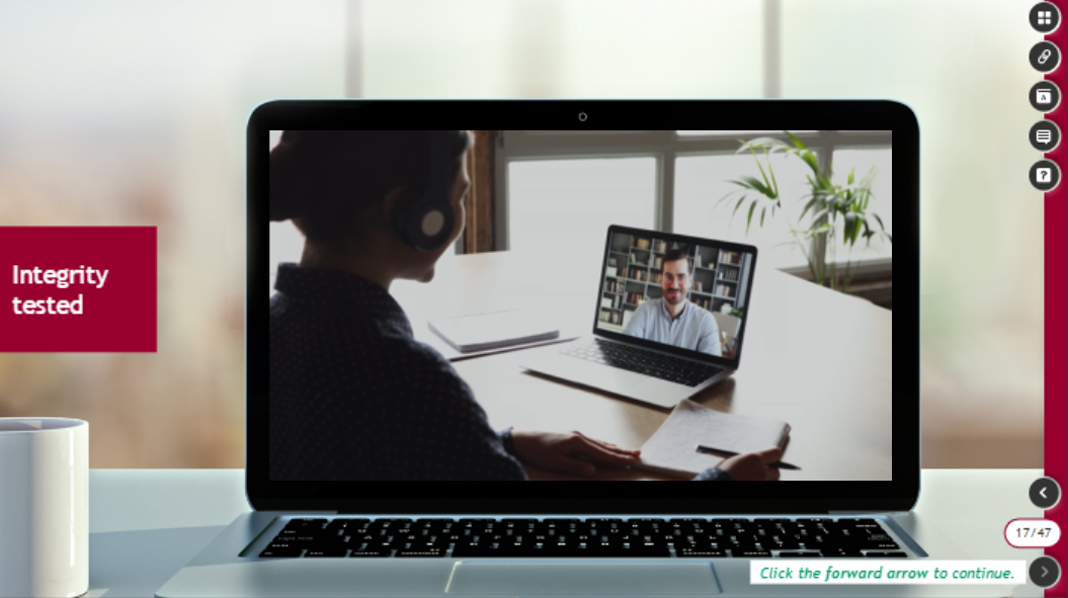 Integrity
tested
17/47
Click the forward arrow to continue.